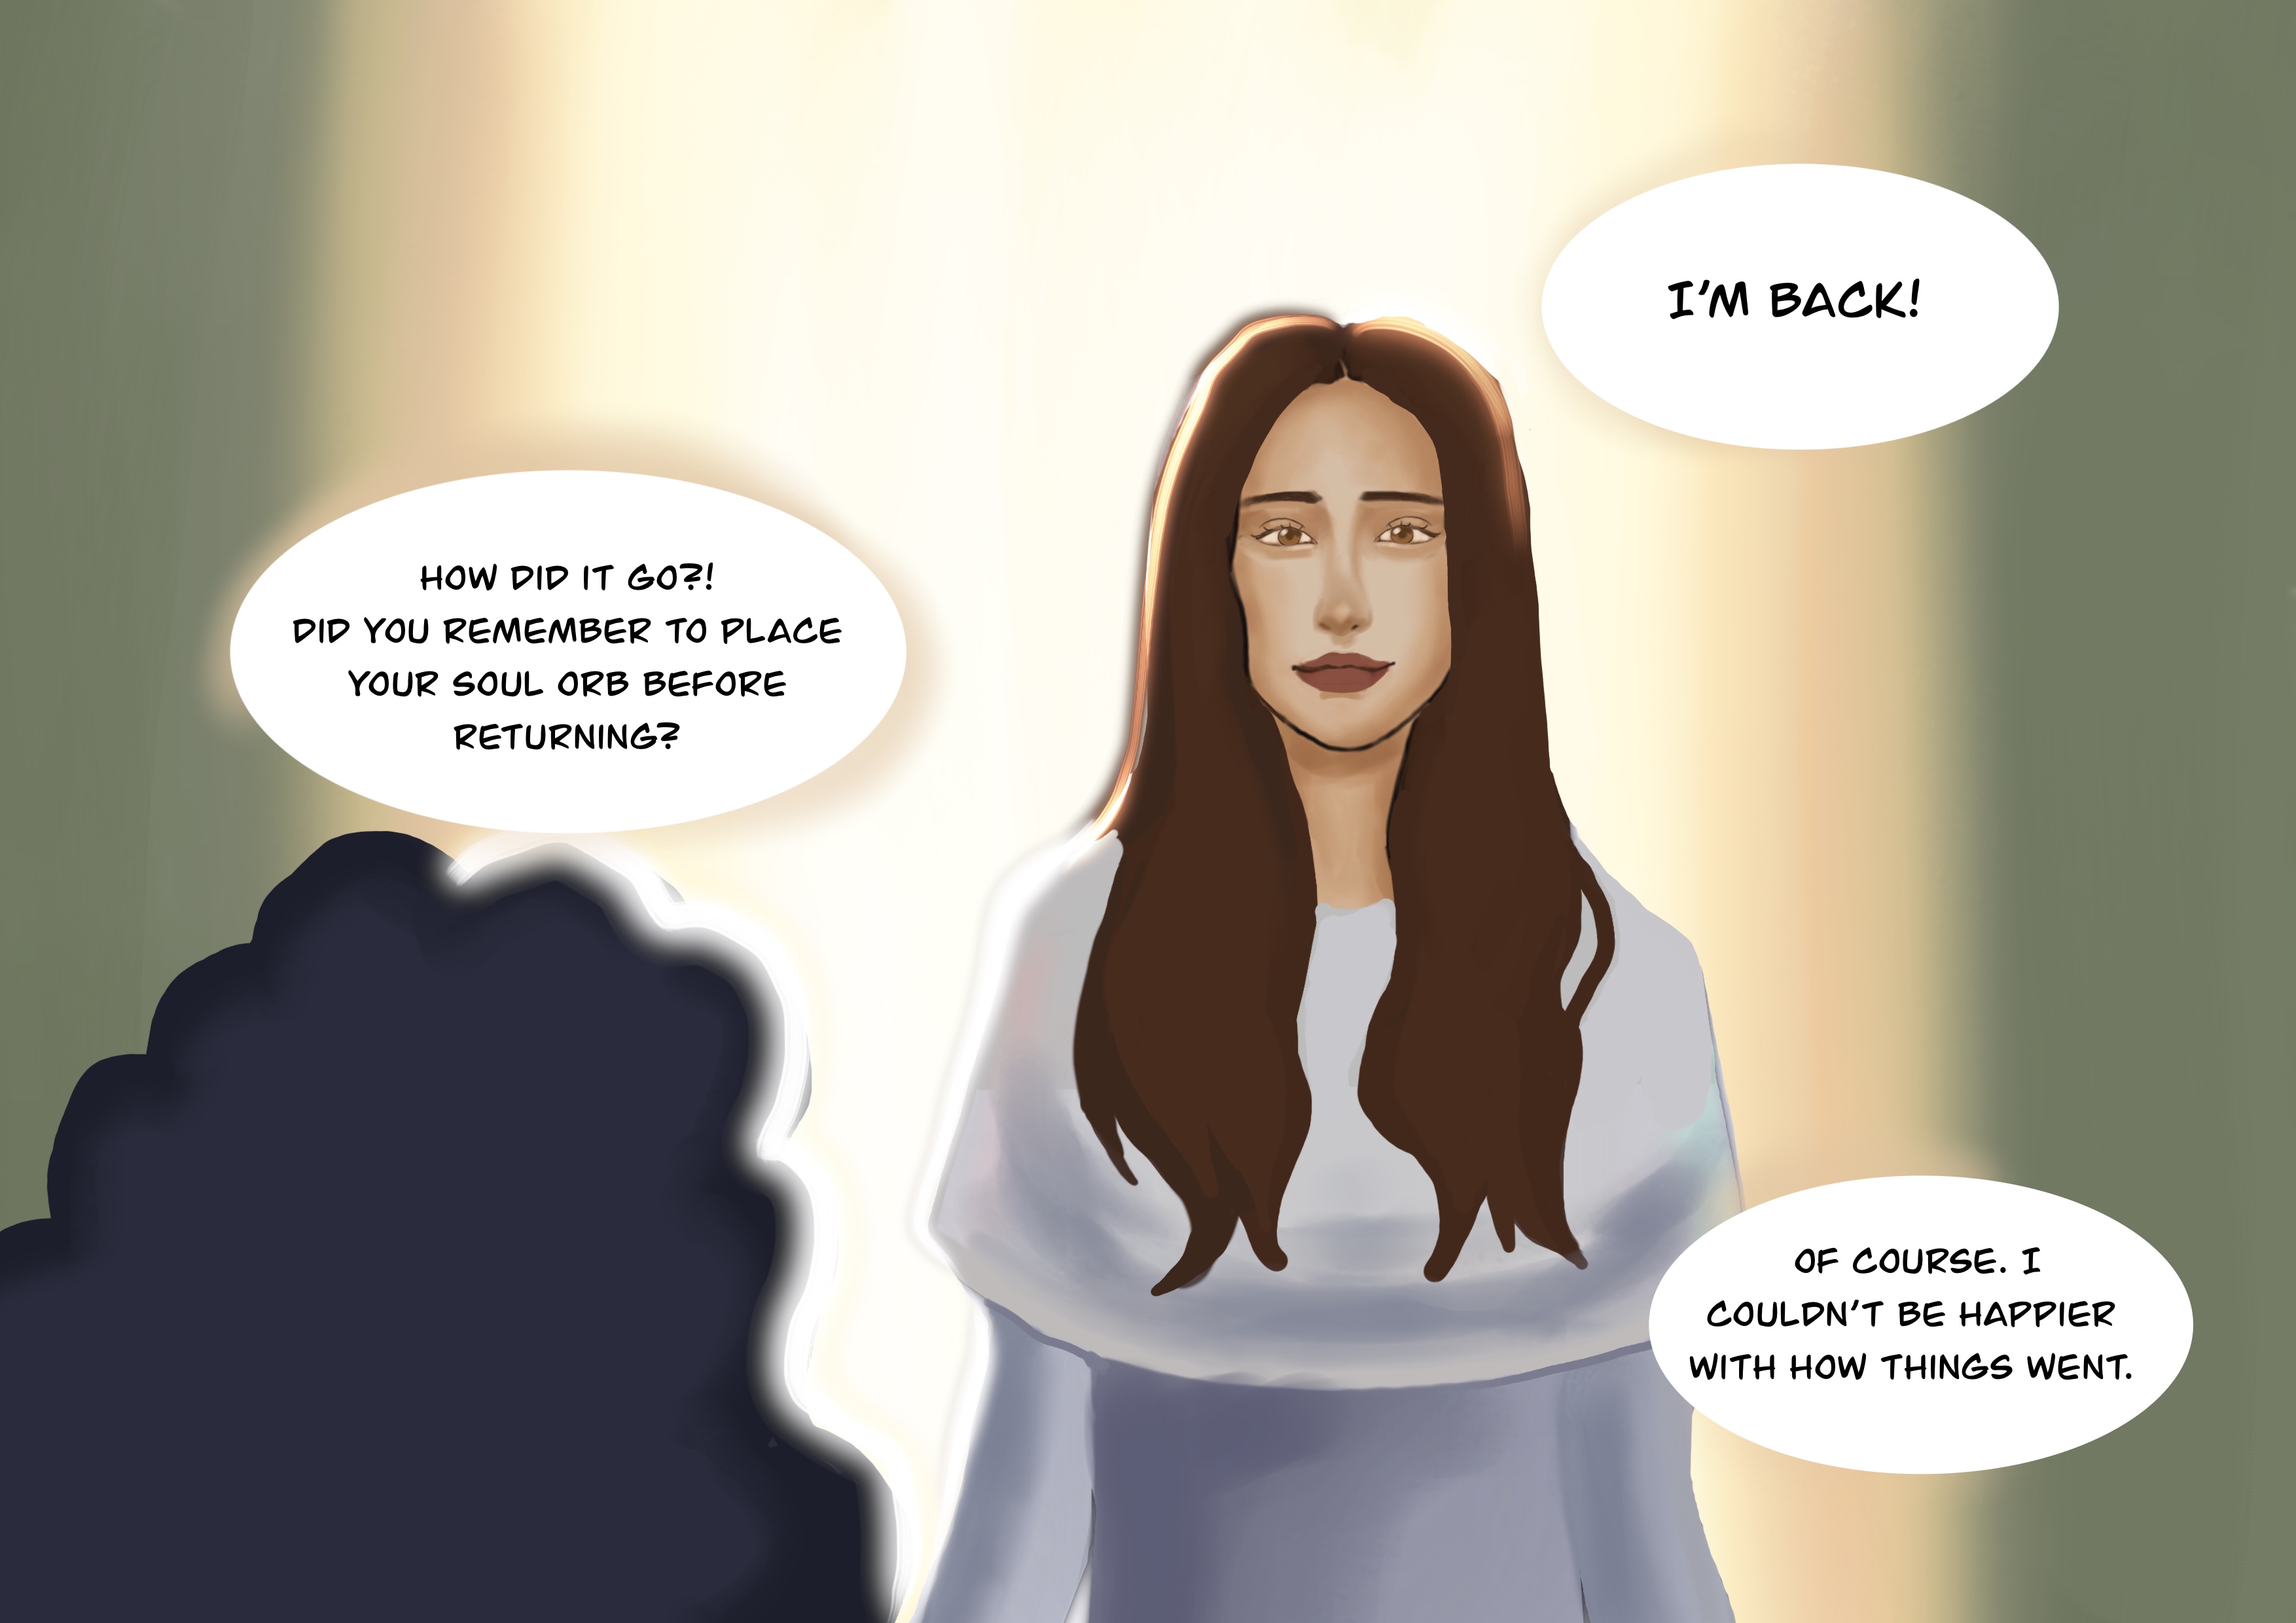 I'M BACK!
HOW DID IT GO?!
DID YOU REMEMBER TO PLACE
YOUR SOUL ORB BEFORE
RETURNING?
OF COURSE. I
COULDN'T BE HAPPIER
WITH HOW THINGS WENT.